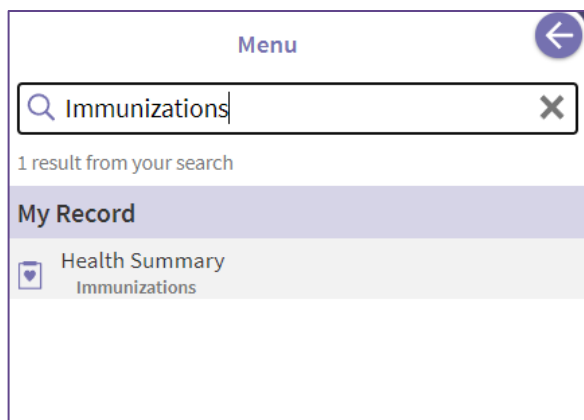 Menu
Immunizations
1 result from your search
My Record
Health Summary
Immunizations